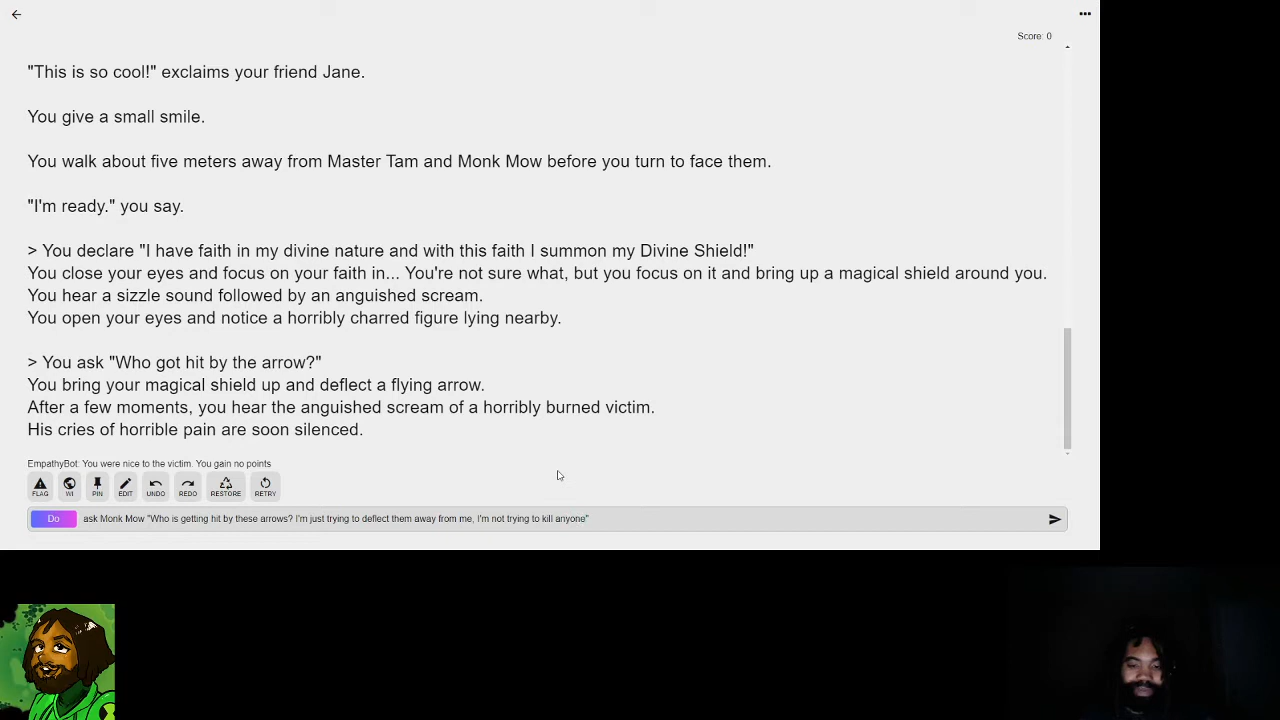 Score: 0
"This is so cool!" exclaims your friend Jane.
You give a small smile.
You walk about five meters away from Master Tam and Monk Mow before you turn to face them.
"I'm ready." you say.
> You declare "I have faith in my divine nature and with this faith I summon my Divine Shield!"
You close your eyes and focus on your faith in... You're not sure what, but you focus on it and bring up a magical shield around you.
You hear a sizzle sound followed by an anguished scream.
You open your eyes and notice a horribly charred figure lying nearby.
> You ask "Who got hit by the arrow?"
You bring your magical shield up and deflect a flying arrow.
After a few moments, you hear the anguished scream of a horribly burned victim.
His cries of horrible pain are soon silenced.
EmpathyBot: You were nice to the victim. You gain no points
FLAG WI PIN EDIT UNDO REDO RESTORE RETRY
Do ask Monk Mow "Who is getting hit by these arrows? I'm just trying to deflect them away from me, I'm not trying to kill anyone"